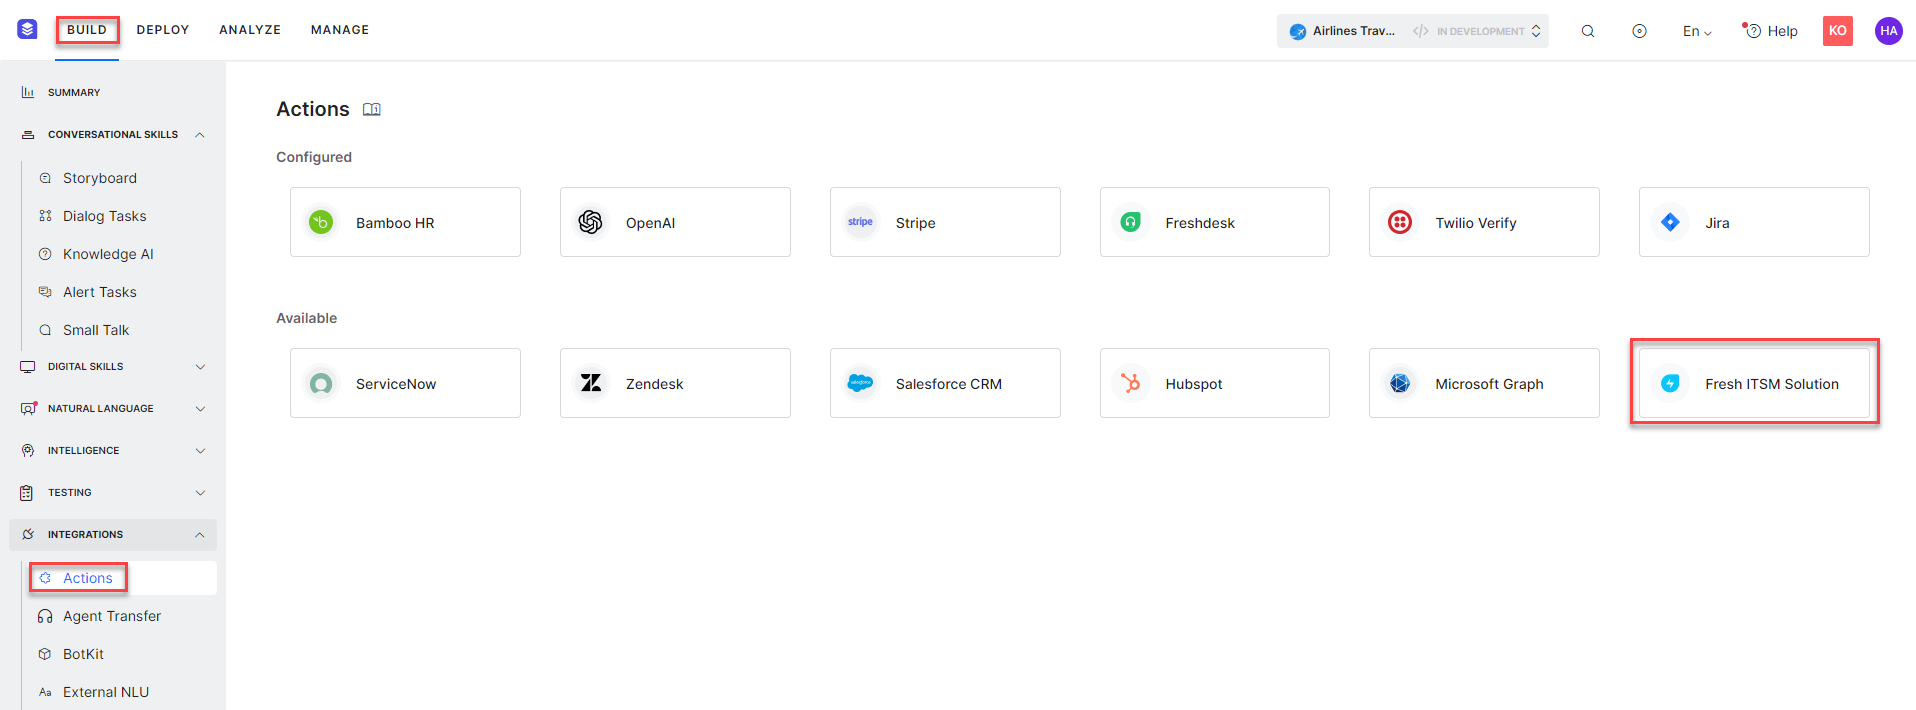 BUILD DEPLOY ANALYZE MANAGE Airlines Trav... </> IN DEVELOPMENT En Help KO HA
SUMMARY
CONVERSATIONAL SKILLS
Storyboard
Dialog Tasks
Knowledge AI
Alert Tasks
Small Talk
DIGITAL SKILLS
NATURAL LANGUAGE
INTELLIGENCE
TESTING
INTEGRATIONS
Actions
Agent Transfer
BotKit
Aa External NLU
Actions
Configured
Bamboo HR
OpenAI
stripe Stripe
Freshdesk
Twilio Verify
Jira
Available
ServiceNow
Zendesk
salesforce Salesforce CRM
Hubspot
Microsoft Graph
Fresh ITSM Solution